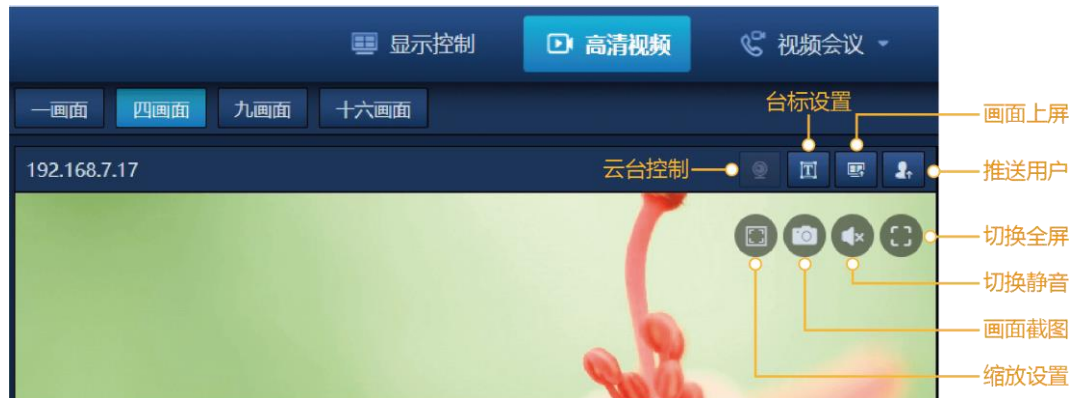 显示控制 高清视频 视频会议
一画面 四画面 九画面 十六画面
台标设置
画面上屏
192.168.7.17
云台控制
推送用户
切换全屏
切换静音
画面截图
缩放设置